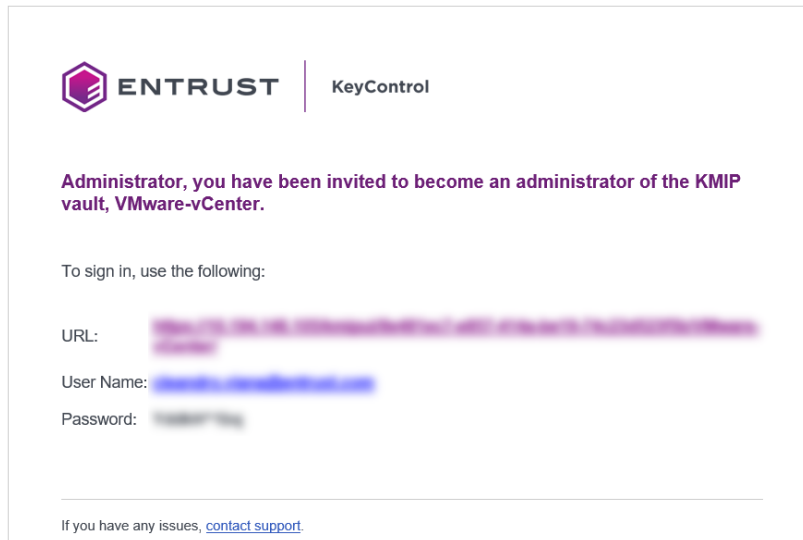 ENTRUST
KeyControl
Administrator, you have been invited to become an administrator of the KMIP
vault, VMware-vCenter.
To sign in, use the following:
URL:
User Name:
Password:
If you have any issues, contact support.